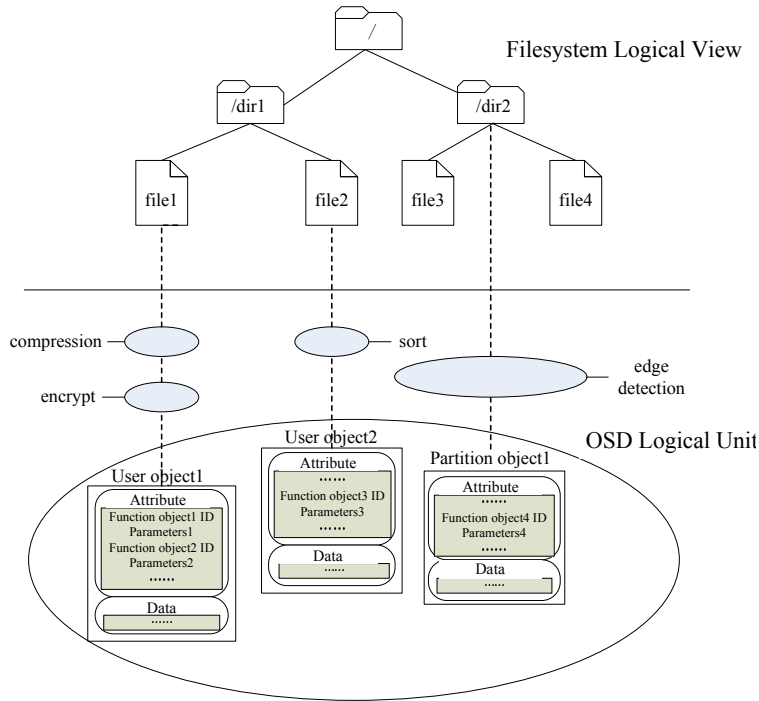 /
Filesystem Logical View
/dir1
/dir2
file1
file2
file3
file4
compression
sort
edge
detection
encrypt
OSD Logical Unit
User object2
Attribute
······
Function object3 ID
Parameters3
······
Data
······
Partition object1
Attribute
······
Function object4 ID
Parameters4
······
Data
······
User object1
Attribute
Function object1 ID
Parameters1
Function object2 ID
Parameters2
······
Data
······